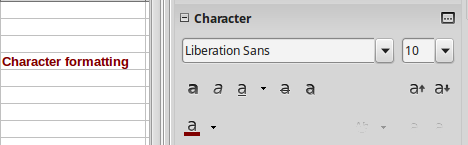 Character
Liberation Sans 10
Character formatting
a a a a a a a
a